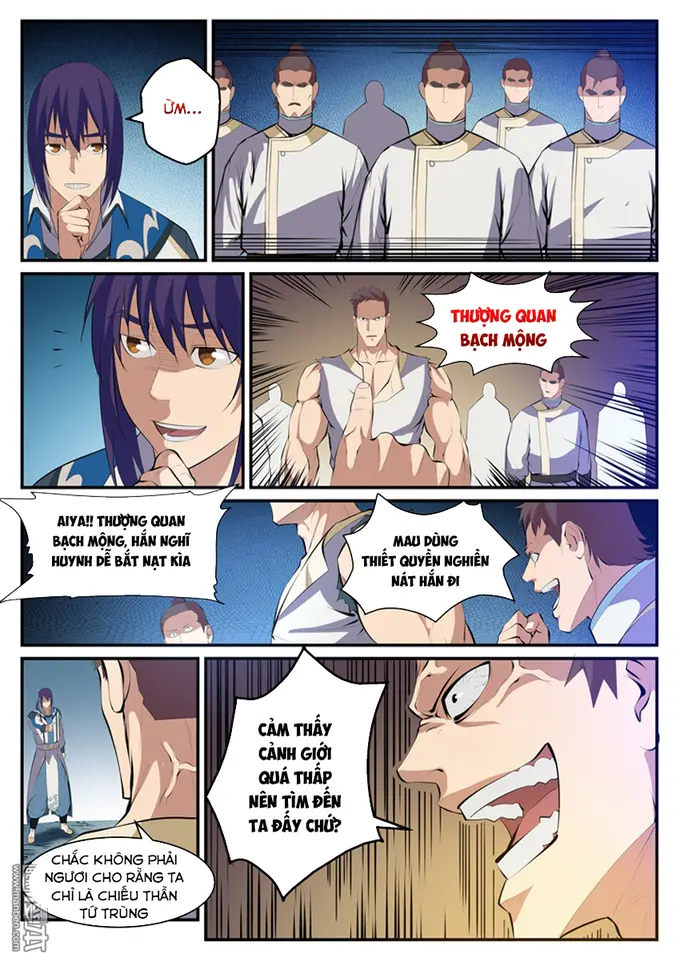 ỪM...
THƯỢNG QUAN
BẠCH MỘNG
AIYA!! THƯỢNG QUAN
BẠCH MỘNG, HẮN NGHĨ
HUYNH DỄ BẮT NẠT KÌA
MAU DÙNG
THIẾT QUYỀN NGHIỀN
NÁT HẮN ĐI
CẢM THẤY
CẢNH GIỚI
QUÁ THẤP
NÊN TÌM ĐẾN
TA ĐẤY CHỨ?
CHẮC KHÔNG PHẢI
NGƯƠI CHO RẰNG TA
CHỈ LÀ CHIẾU THẦN
TỨ TRÙNG